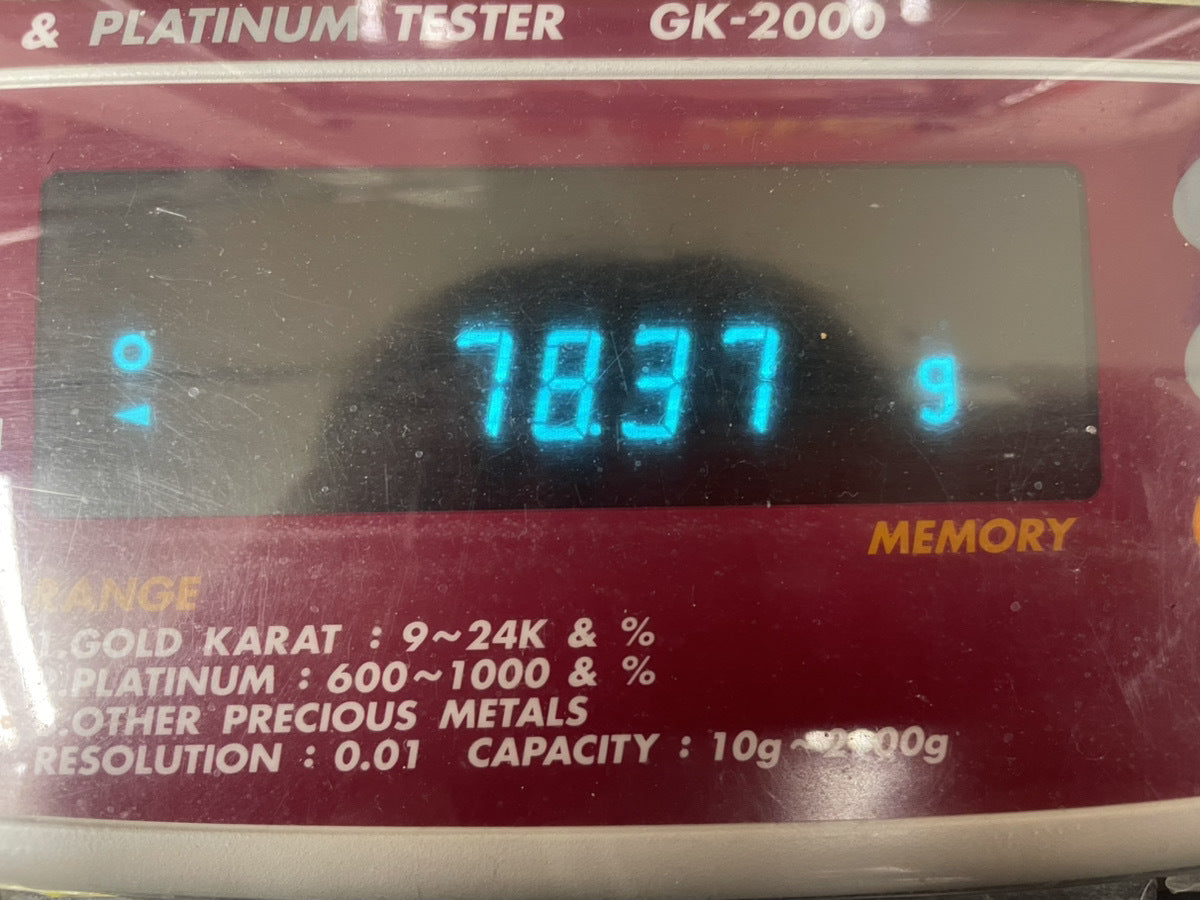 & PLATINUM TESTER GK-2000
78.37 g
MEMORY
RANGE
1.GOLD KARAT : 9~24K & %
.PLATINUM : 600~1000 & %
.OTHER PRECIOUS METALS
RESOLUTION : 0.01 CAPACITY : 10g~